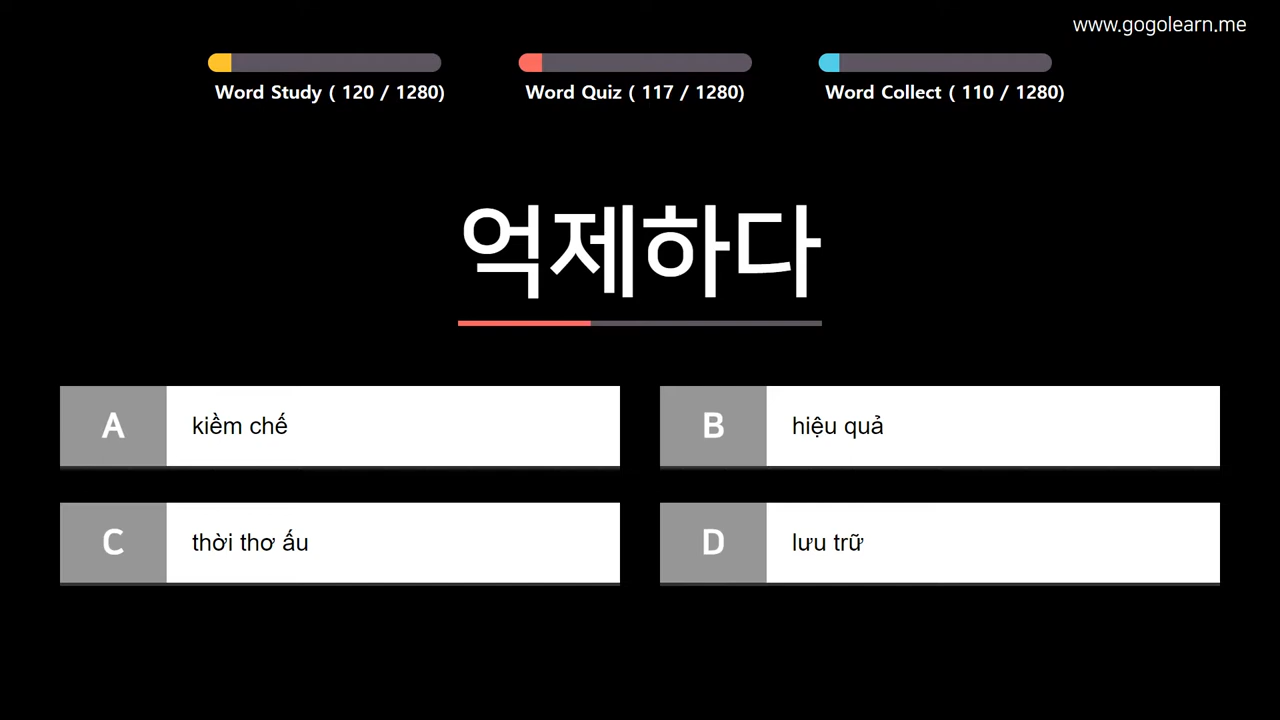 www.gogolearn.me
Word Study ( 120 / 1280)
Word Quiz ( 117 / 1280)
Word Collect ( 110 / 1280)
억제하다
A kiềm chế
B hiệu quả
C thời thơ ấu
D lưu trữ